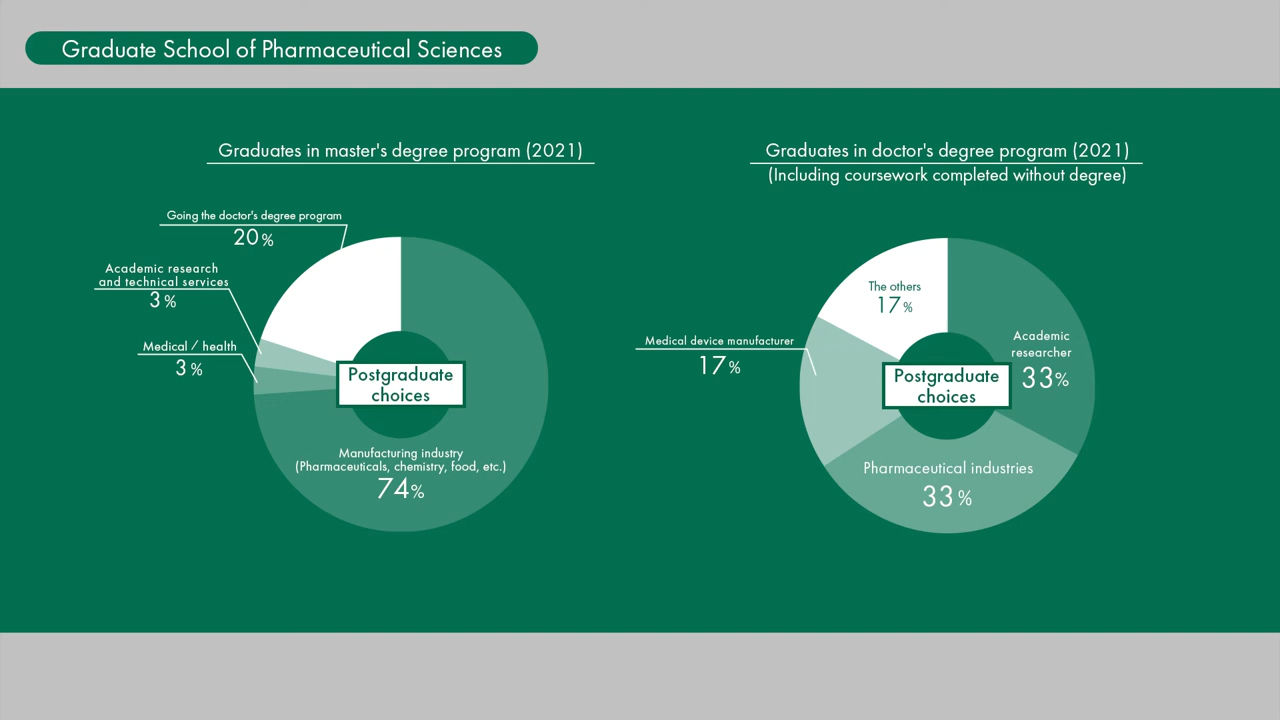 Graduate School of Pharmaceutical Sciences
Graduates in master's degree program (2021)
Going the doctor's degree program
20%
Academic research
and technical services
3%
Medical / health
3%
Postgraduate
choices
Manufacturing industry
(Pharmaceuticals, chemistry, food, etc.)
74%
Graduates in doctor's degree program (2021)
(Including coursework completed without degree)
The others
17%
Medical device manufacturer
17%
Academic
researcher
33%
Postgraduate
choices
Pharmaceutical industries
33%